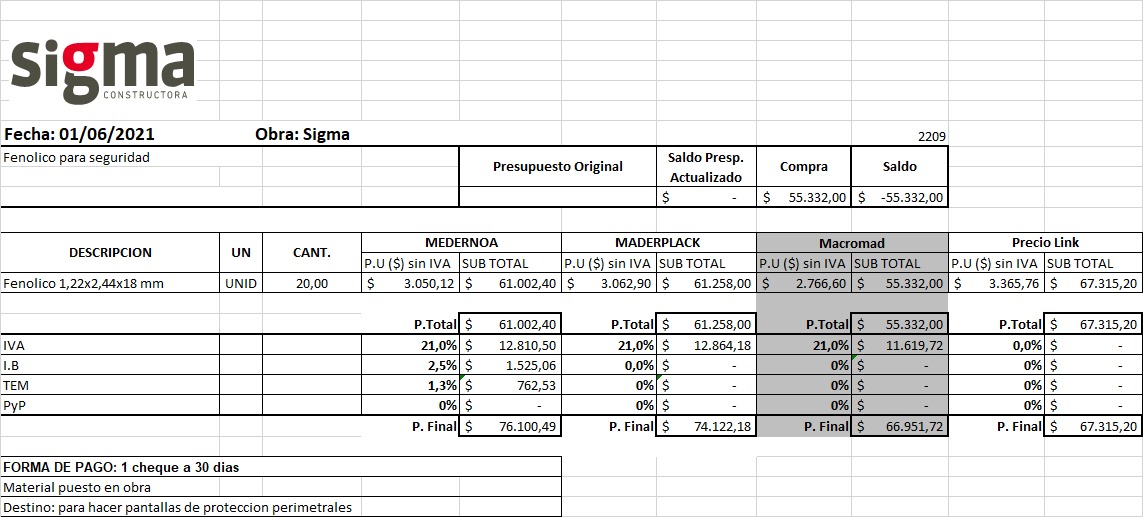 sigma
CONSTRUCTORA
Fecha: 01/06/2021 Obra: Sigma 2209
Fenolico para seguridad Presupuesto Original Saldo Presp. Actualizado Compra Saldo
$ - $ 55.332,00 $ -55.332,00
DESCRIPCION UN CANT. MEDERNOA MADERPLACK Macromad Precio Link
P.U ($) sin IVA SUB TOTAL P.U ($) sin IVA SUB TOTAL P.U ($) sin IVA SUB TOTAL P.U ($) sin IVA SUB TOTAL
Fenolico 1,22x2,44x18 mm UNID 20,00 $ 3.050,12 $ 61.002,40 $ 3.062,90 $ 61.258,00 $ 2.766,60 $ 55.332,00 $ 3.365,76 $ 67.315,20
P.Total $ 61.002,40 P.Total $ 61.258,00 P.Total $ 55.332,00 P.Total $ 67.315,20
IVA 21,0% $ 12.810,50 21,0% $ 12.864,18 21,0% $ 11.619,72 0,0% $ -
I.B 2,5% $ 1.525,06 0,0% $ - 0% $ - 0% $ -
TEM 1,3% $ 762,53 0% $ - 0% $ - 0% $ -
PyP 0% $ - 0% $ - 0% $ - 0% $ -
P. Final $ 76.100,49 P. Final $ 74.122,18 P. Final $ 66.951,72 P. Final $ 67.315,20
FORMA DE PAGO: 1 cheque a 30 dias
Material puesto en obra
Destino: para hacer pantallas de proteccion perimetrales